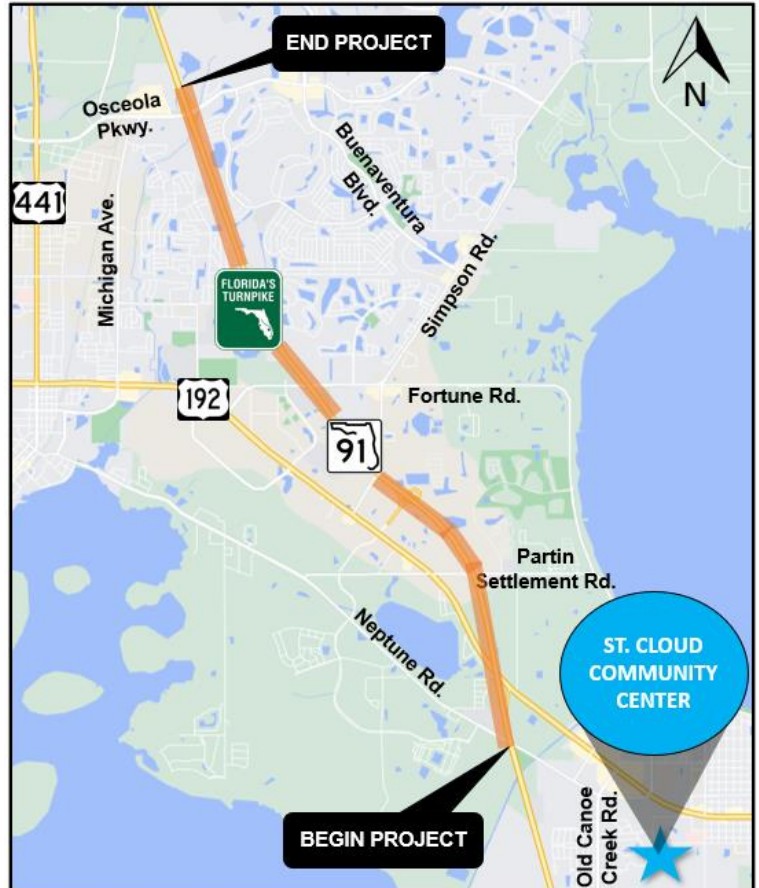 END PROJECT
N
Osceola
Pkwy.
Buenaventura
Blvd.
441
Michigan Ave.
Simpson Rd.
FLORIDA'S
TURNPIKE
192
Fortune Rd.
91
Partin
Settlement Rd.
Neptune Rd.
ST. CLOUD
COMMUNITY
CENTER
BEGIN PROJECT
Old Canoe
Creek Rd.